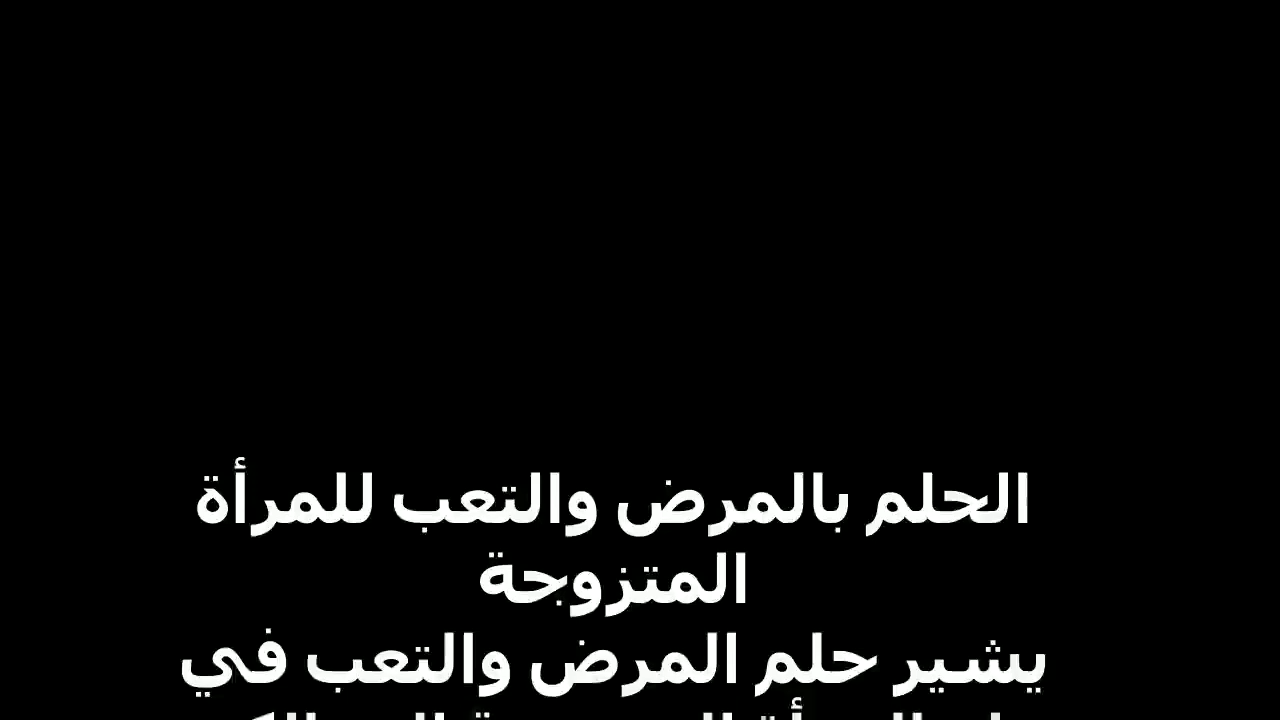 الحلم بالمرض والتعب للمرأة
المتزوجة
يشير حلم المرض والتعب في